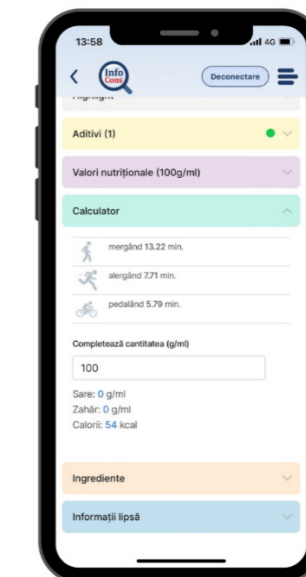 13:58
4G
Info
Cons
Deconectare
Highlight
Aditivi (1)
Valori nutriționale (100g/ml)
Calculator
mergând 13.22 min.
alergând 7.71 min.
pedalând 5.79 min.
Completează cantitatea (g/ml)
100
Sare: 0 g/ml
Zahăr: 0 g/ml
Calorii: 54 kcal
Ingrediente
Informații lipsă